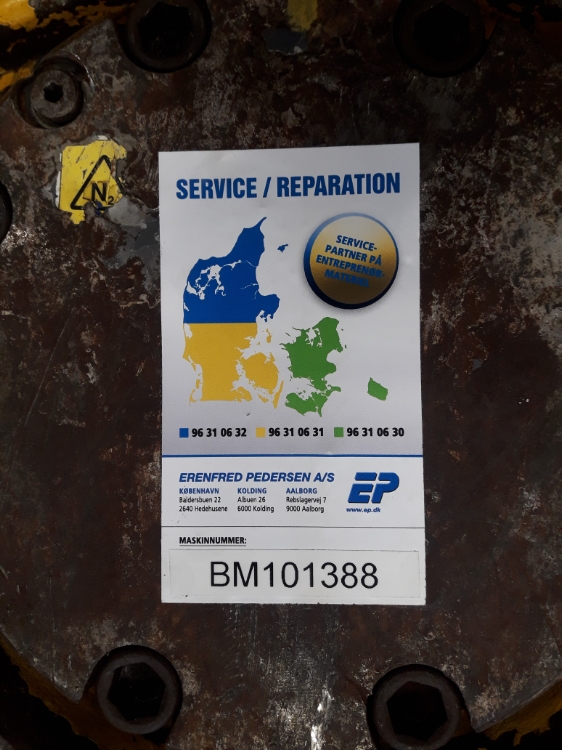 SERVICE / REPARATION
N2
SERVICE-
PARTNER PÅ
ENTREPRENØR-
MATERIEL
96 31 06 32 96 31 06 31 96 31 06 30
ERENFRED PEDERSEN A/S
KØBENHAVN KOLDING AALBORG
Baldersbuen 22 Albuen 26 Rebslagervej 7
2640 Hedehusene 6000 Kolding 9000 Aalborg
EP
www.ep.dk
MASKINNUMMER:
BM101388